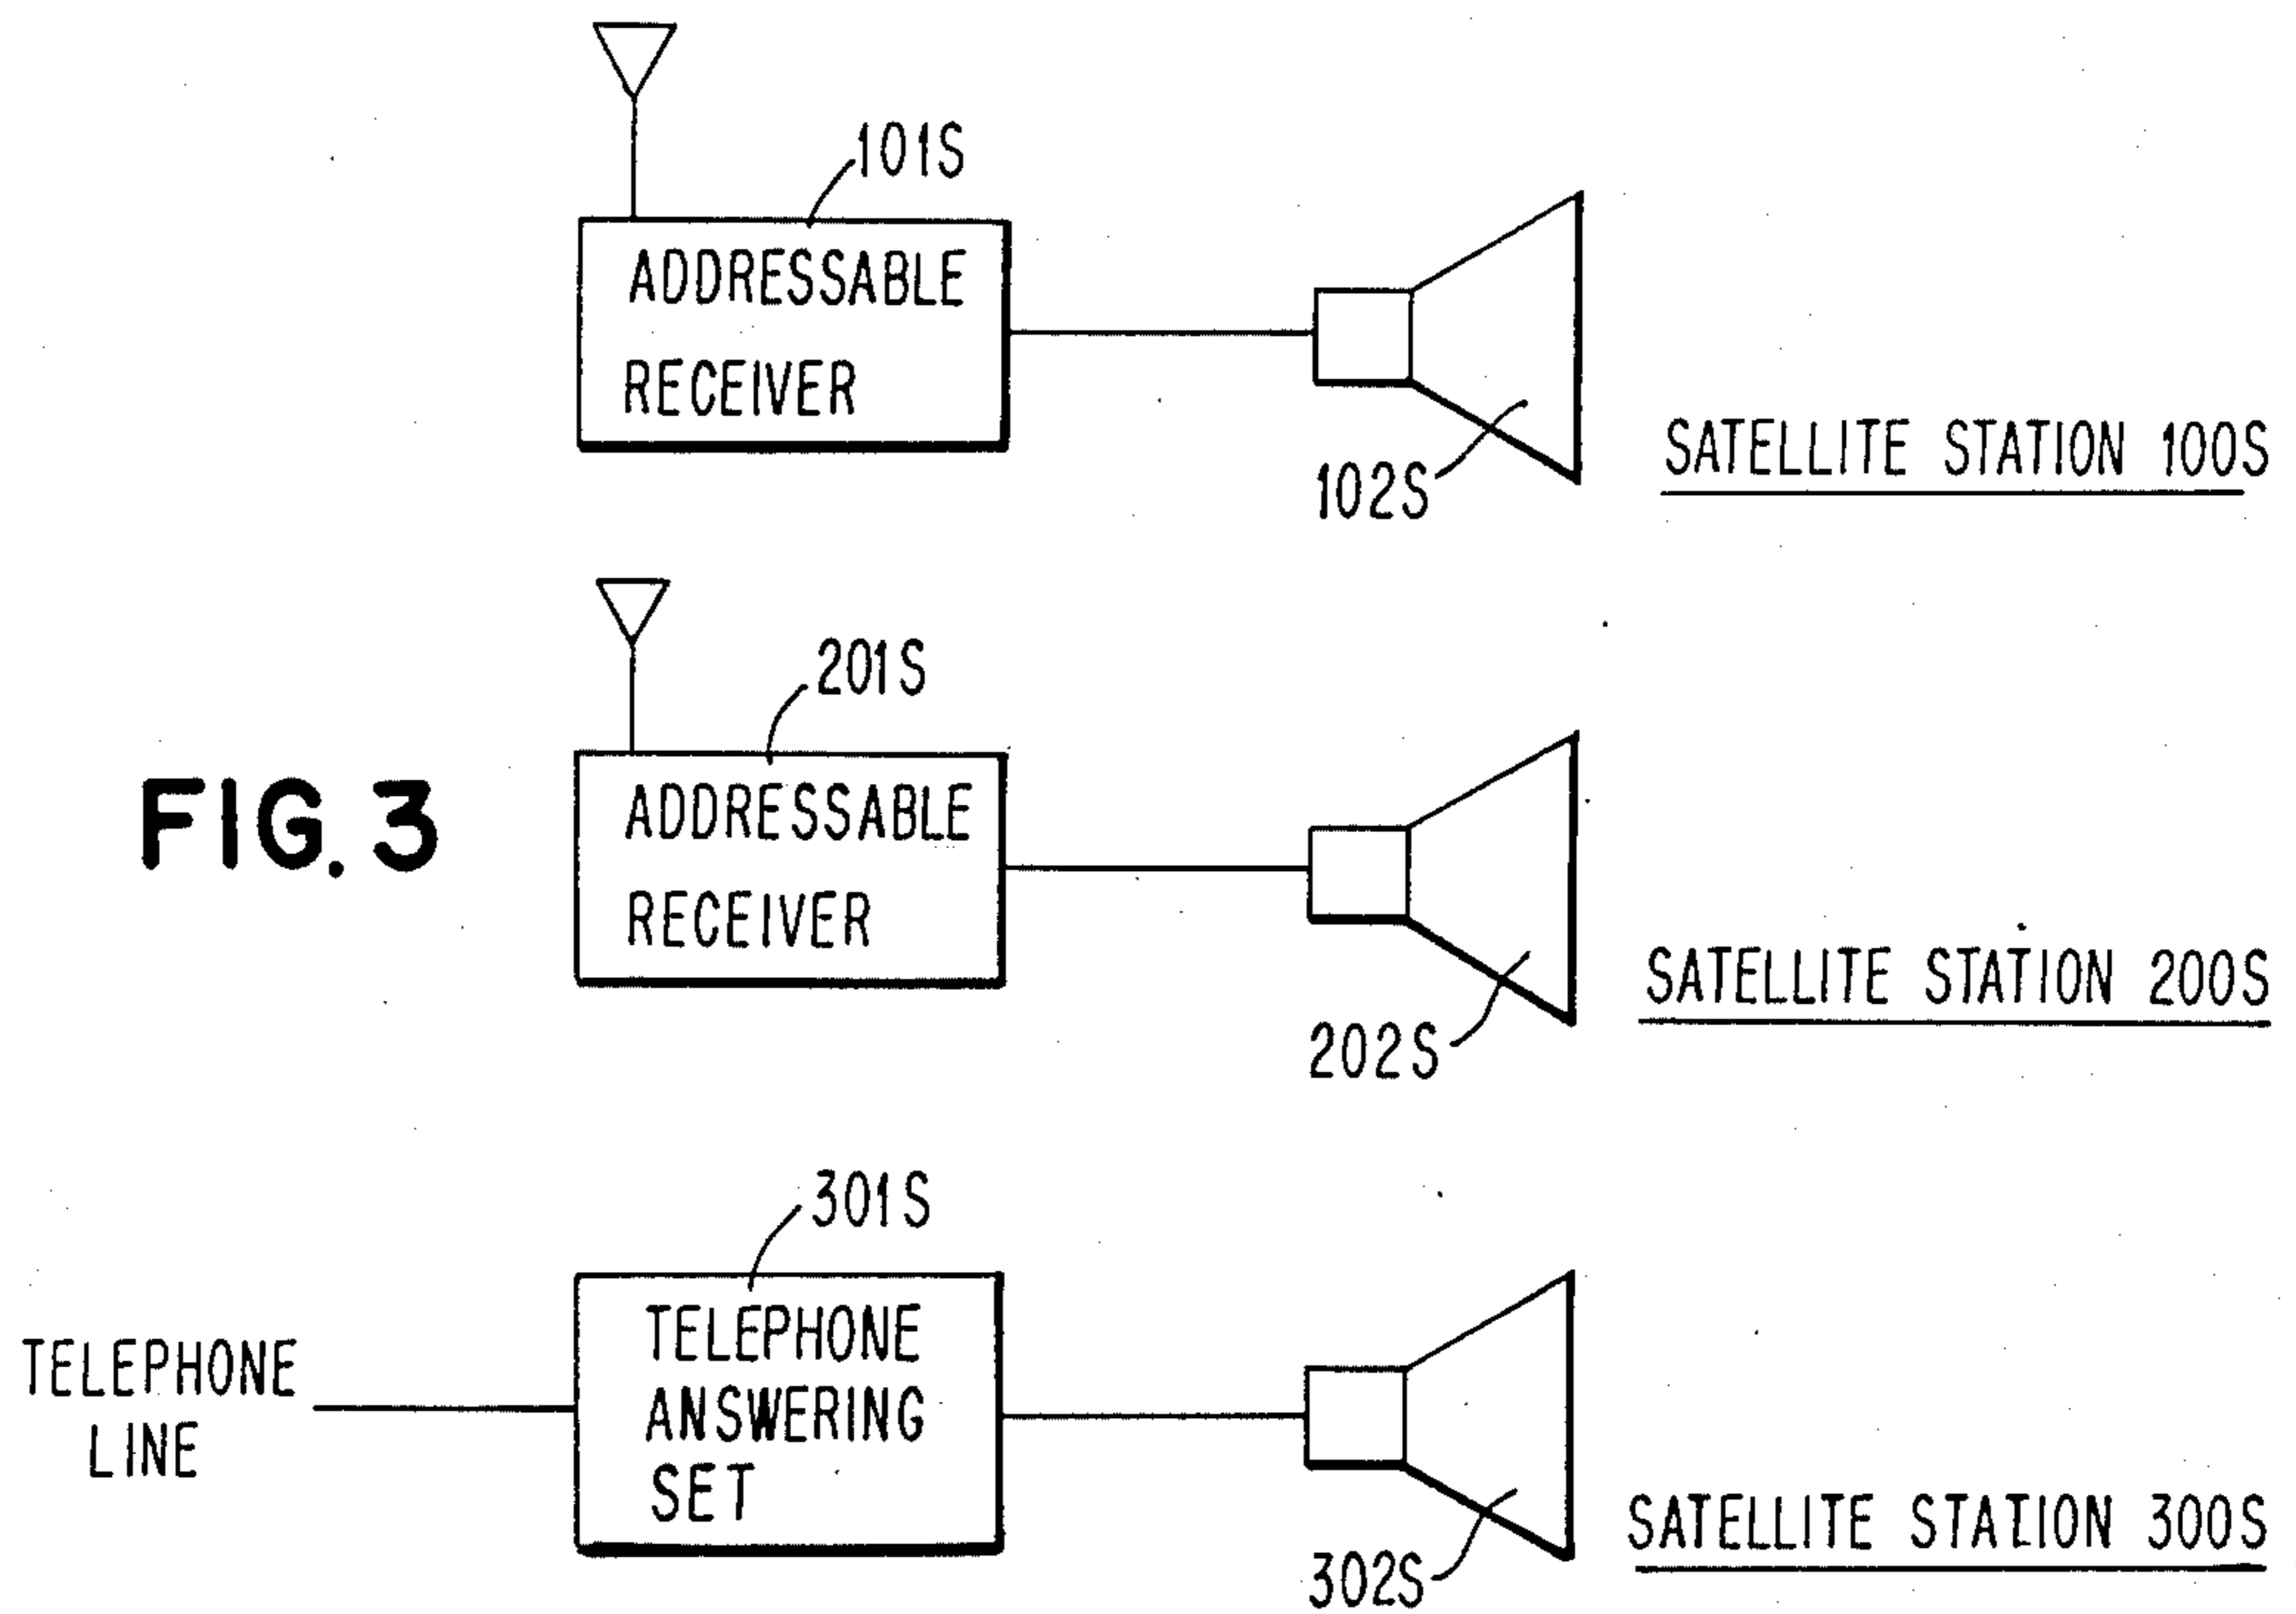 101S
ADDRESSABLE
RECEIVER
102S
SATELLITE STATION 100S
201S
FIG. 3
ADDRESSABLE
RECEIVER
202S
SATELLITE STATION 200S
301S
TELEPHONE
LINE
TELEPHONE
ANSWERING
SET
302S
SATELLITE STATION 300S